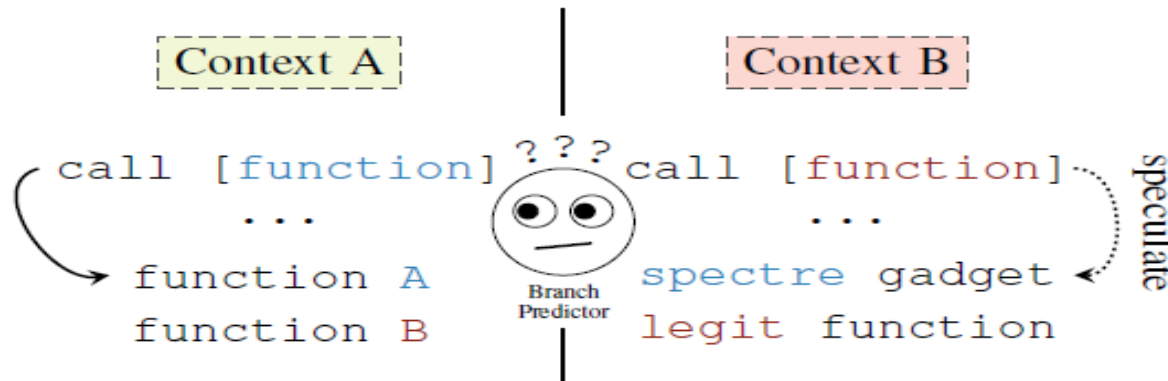 Context A
call [function]
...
function A
function B
? ? ?
Branch
Predictor
Context B
call [function]
...
spectre gadget
legit function
speculate